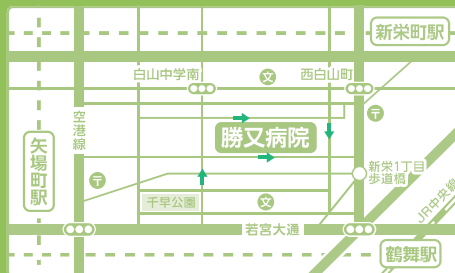 新栄町駅
白山中学南
文
西白山町
〒
空港線
勝又病院
矢場町駅
新栄1丁目
歩道橋
〒
JR中央線
千早公園
文
若宮大通
鶴舞駅